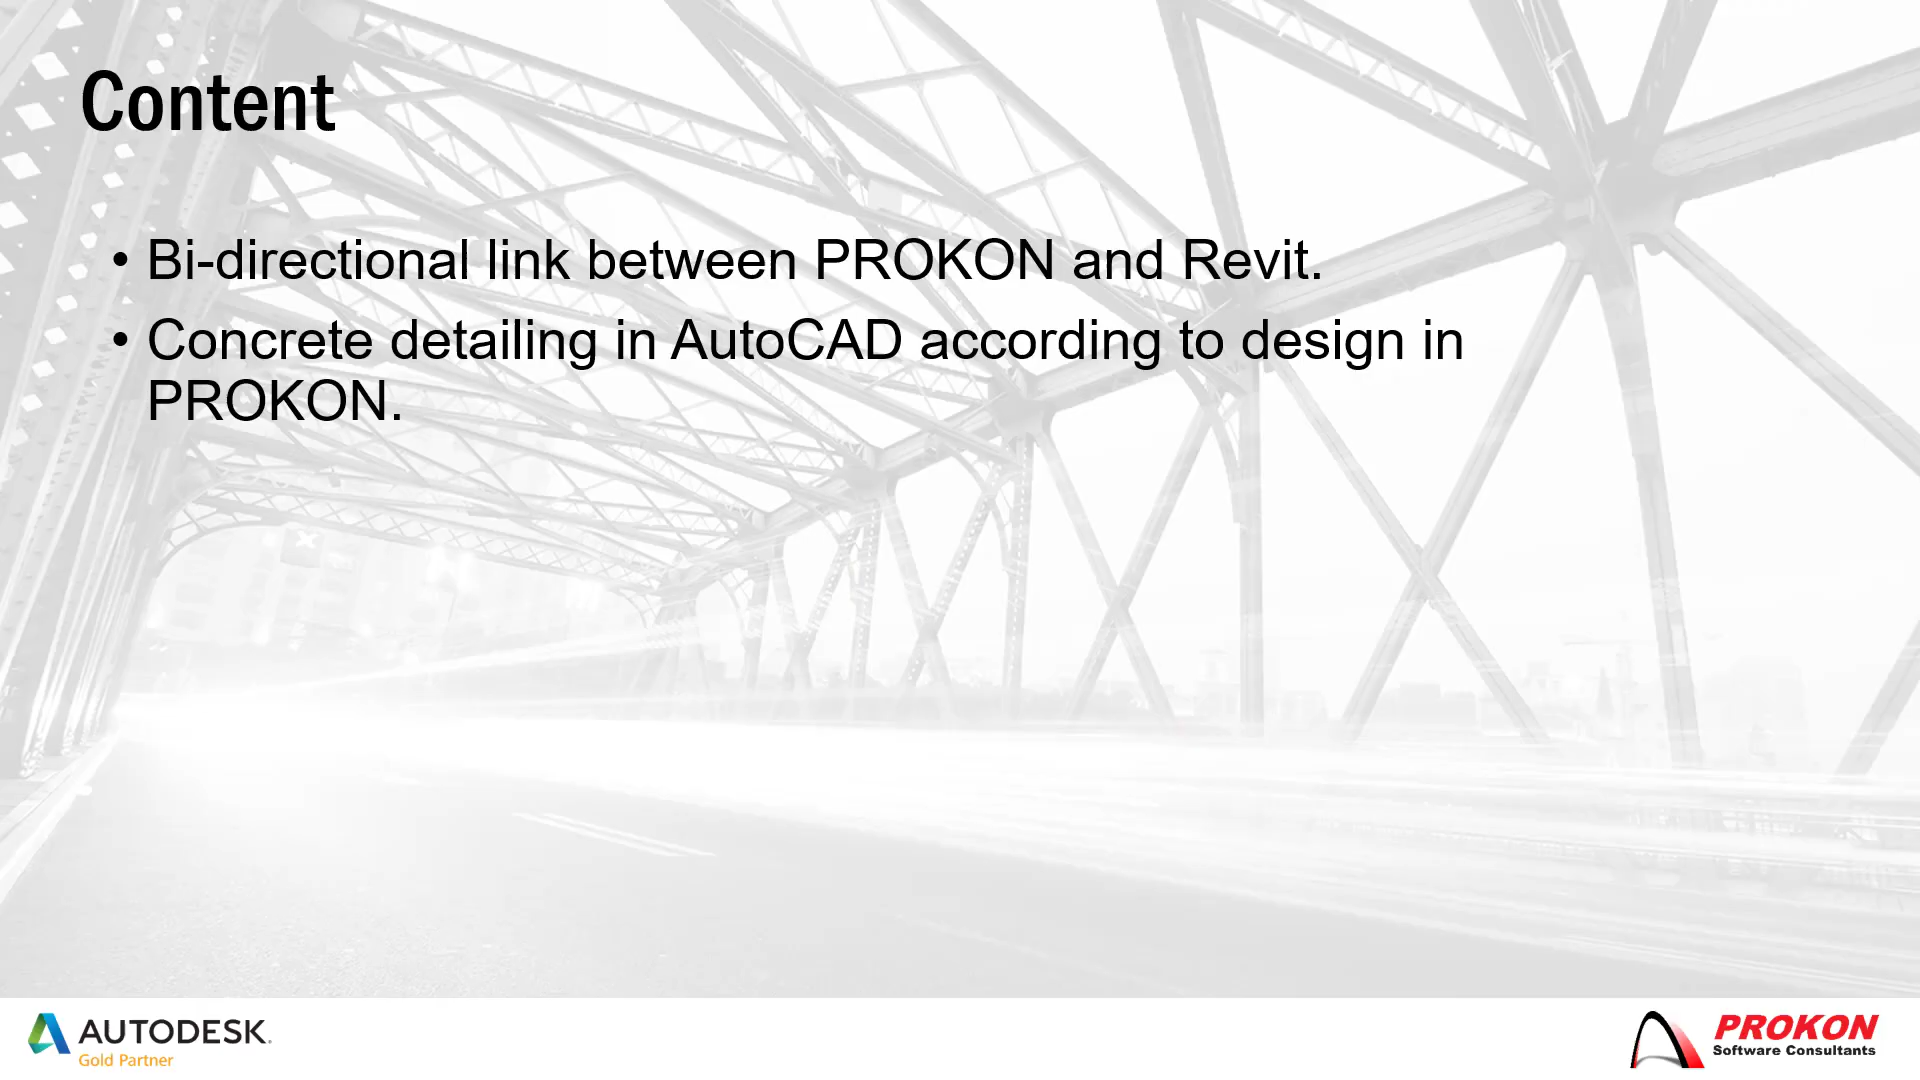 Content
• Bi-directional link between PROKON and Revit.
• Concrete detailing in AutoCAD according to design in
PROKON.
AUTODESK.
Gold Partner
PROKON
Software Consultants